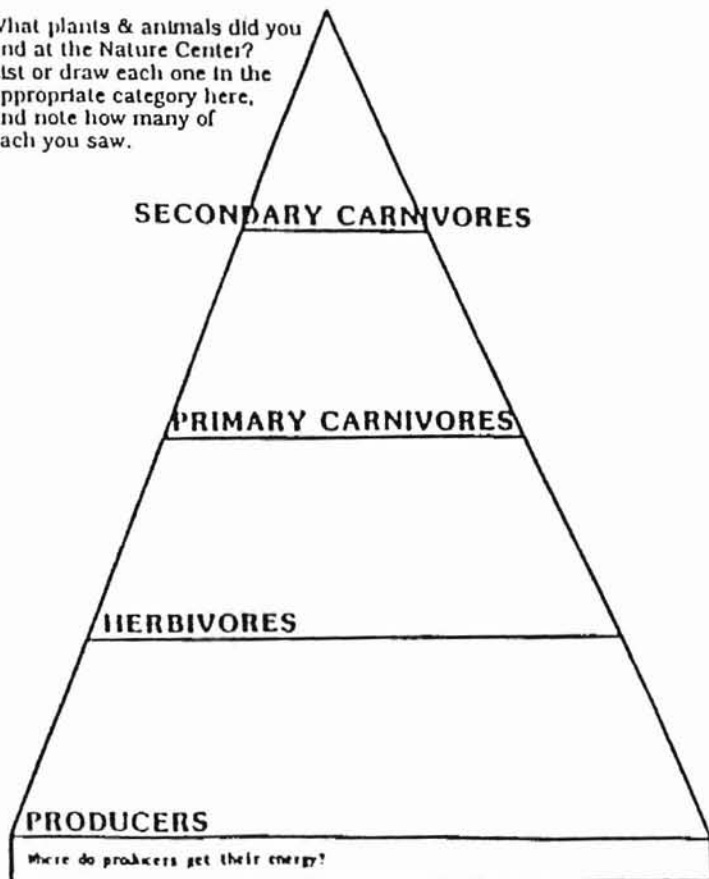 What plants & animals did you
nd at the Nature Center?
ist or draw each one in the
ppropriate category here,
nd note how many of
ach you saw.
SECONDARY CARNIVORES
PRIMARY CARNIVORES
HERBIVORES
PRODUCERS
Where do producers get their energy?